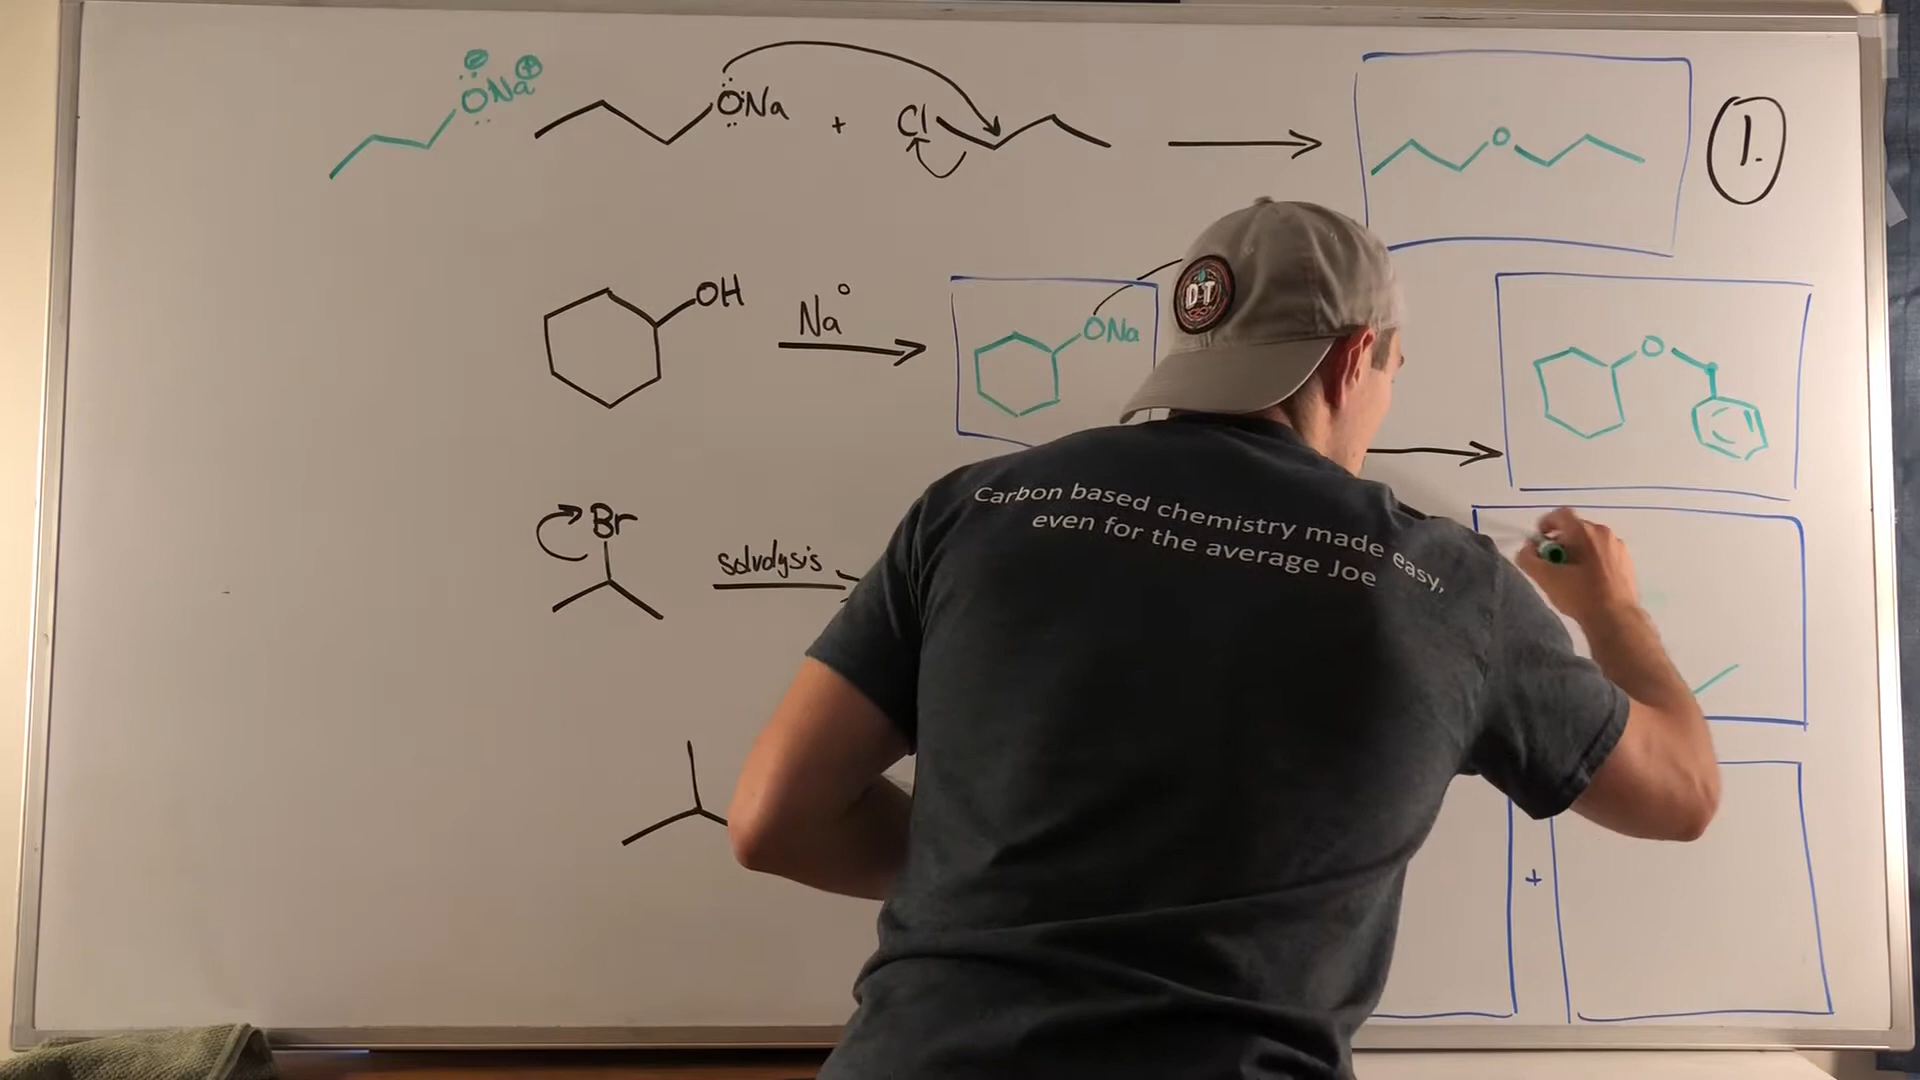 ONa
ONa + Cl
O
1.
OH
Na°
ONa
O
DT
Br
solvolysis
Carbon based chemistry made easy,
even for the average Joe
+